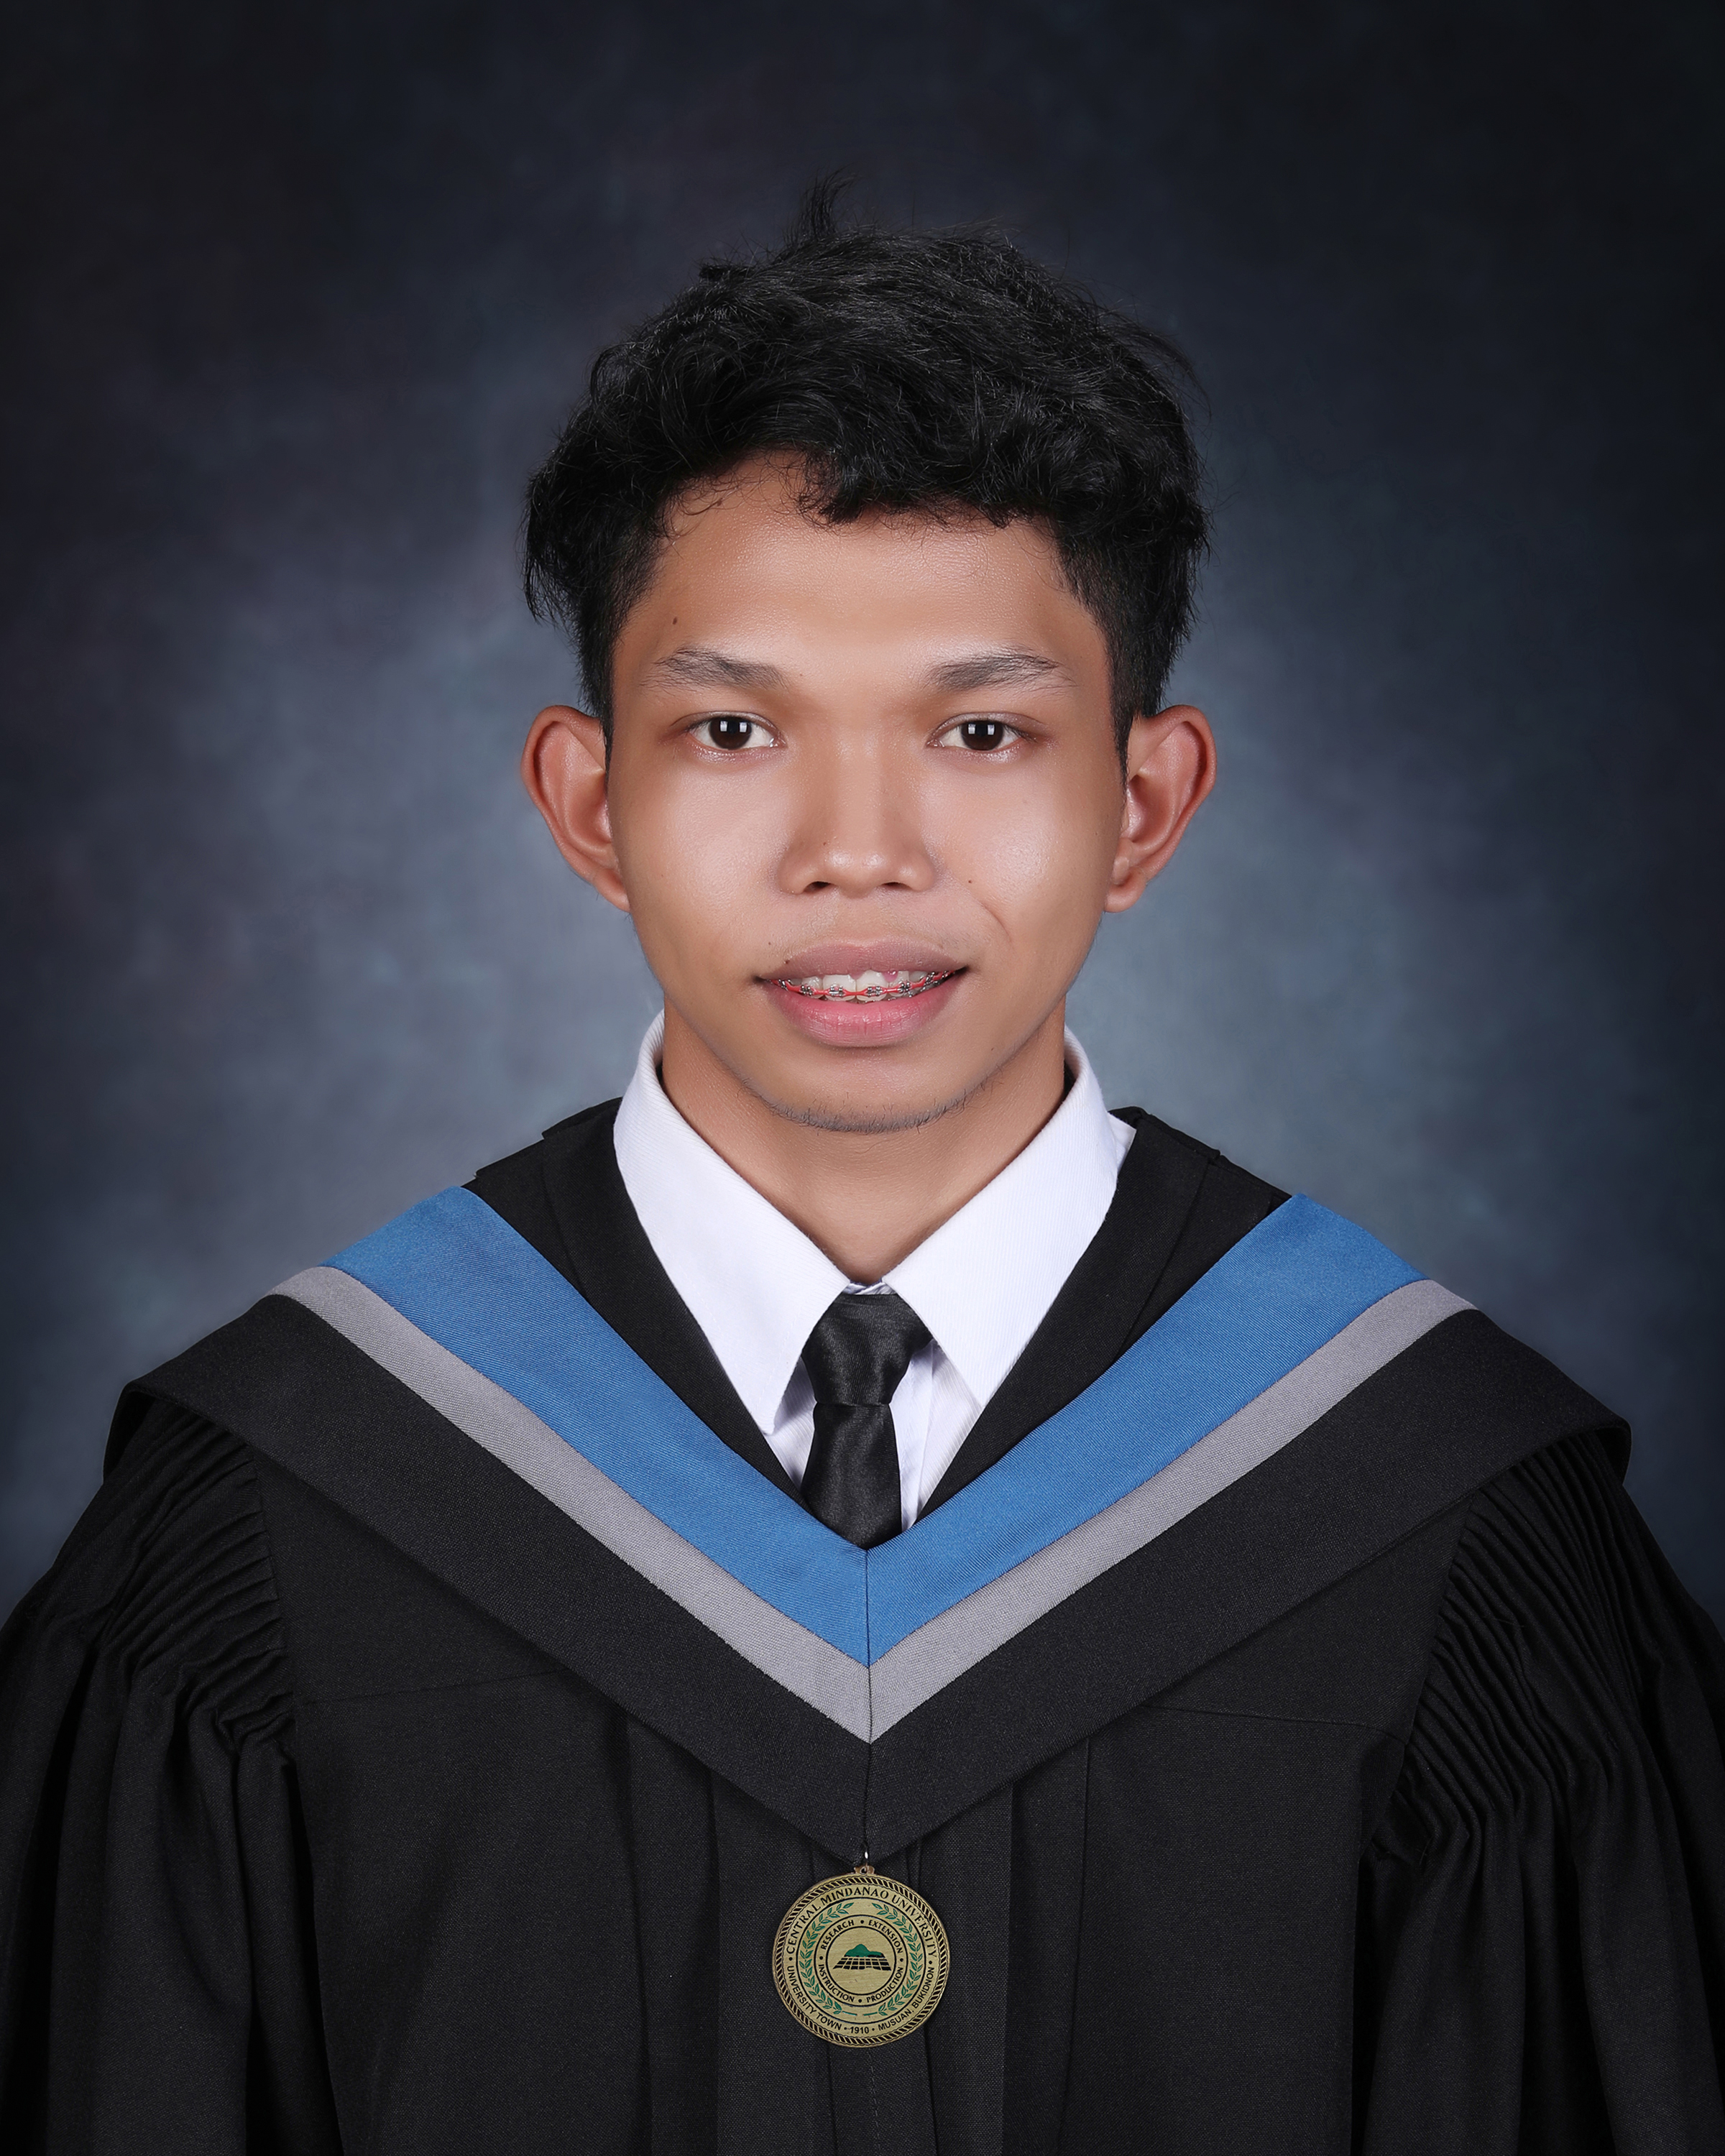 CENTRAL MINDANAO UNIVERSITY
UNIVERSITY TOWN • 1910 • MUSUAN, BUKIDNON
RESEARCH • EXTENSION
INSTRUCTION • PRODUCTION